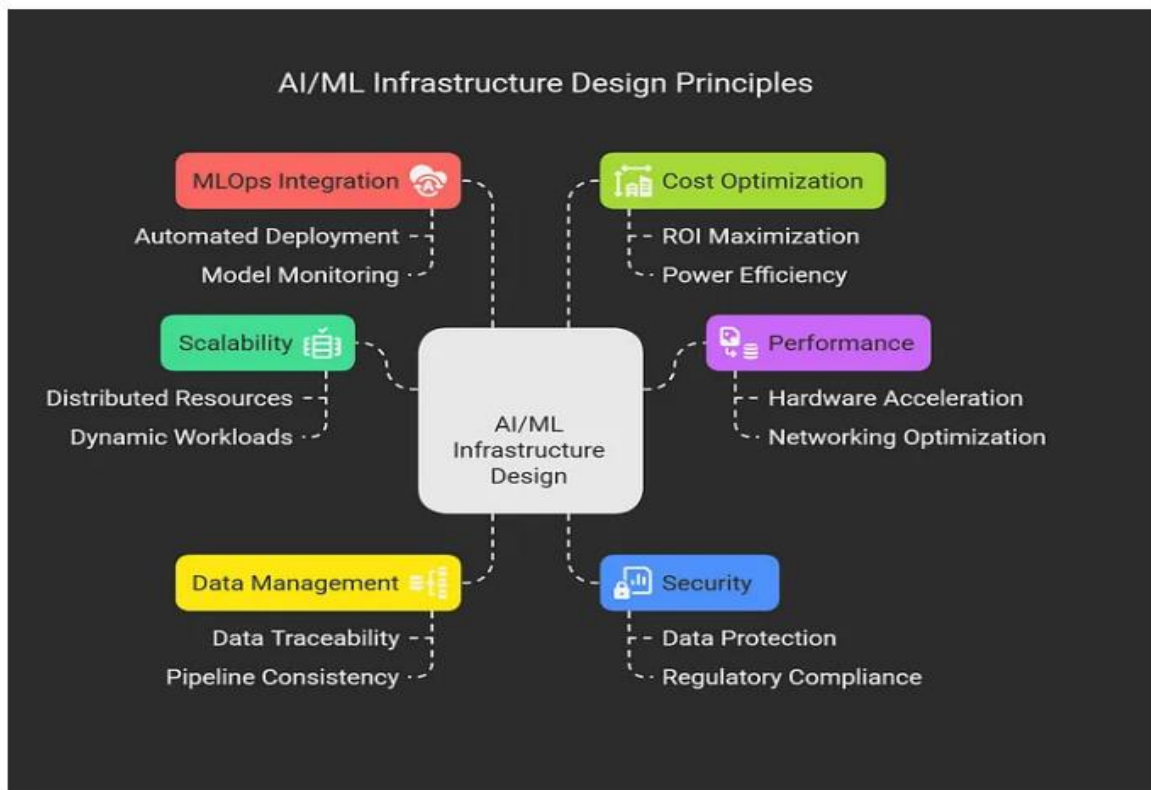 AI/ML Infrastructure Design Principles
MLOps Integration
Automated Deployment
Model Monitoring
Scalability
Distributed Resources
Dynamic Workloads
Data Management
Data Traceability
Pipeline Consistency
AI/ML
Infrastructure
Design
Cost Optimization
ROI Maximization
Power Efficiency
Performance
Hardware Acceleration
Networking Optimization
Security
Data Protection
Regulatory Compliance